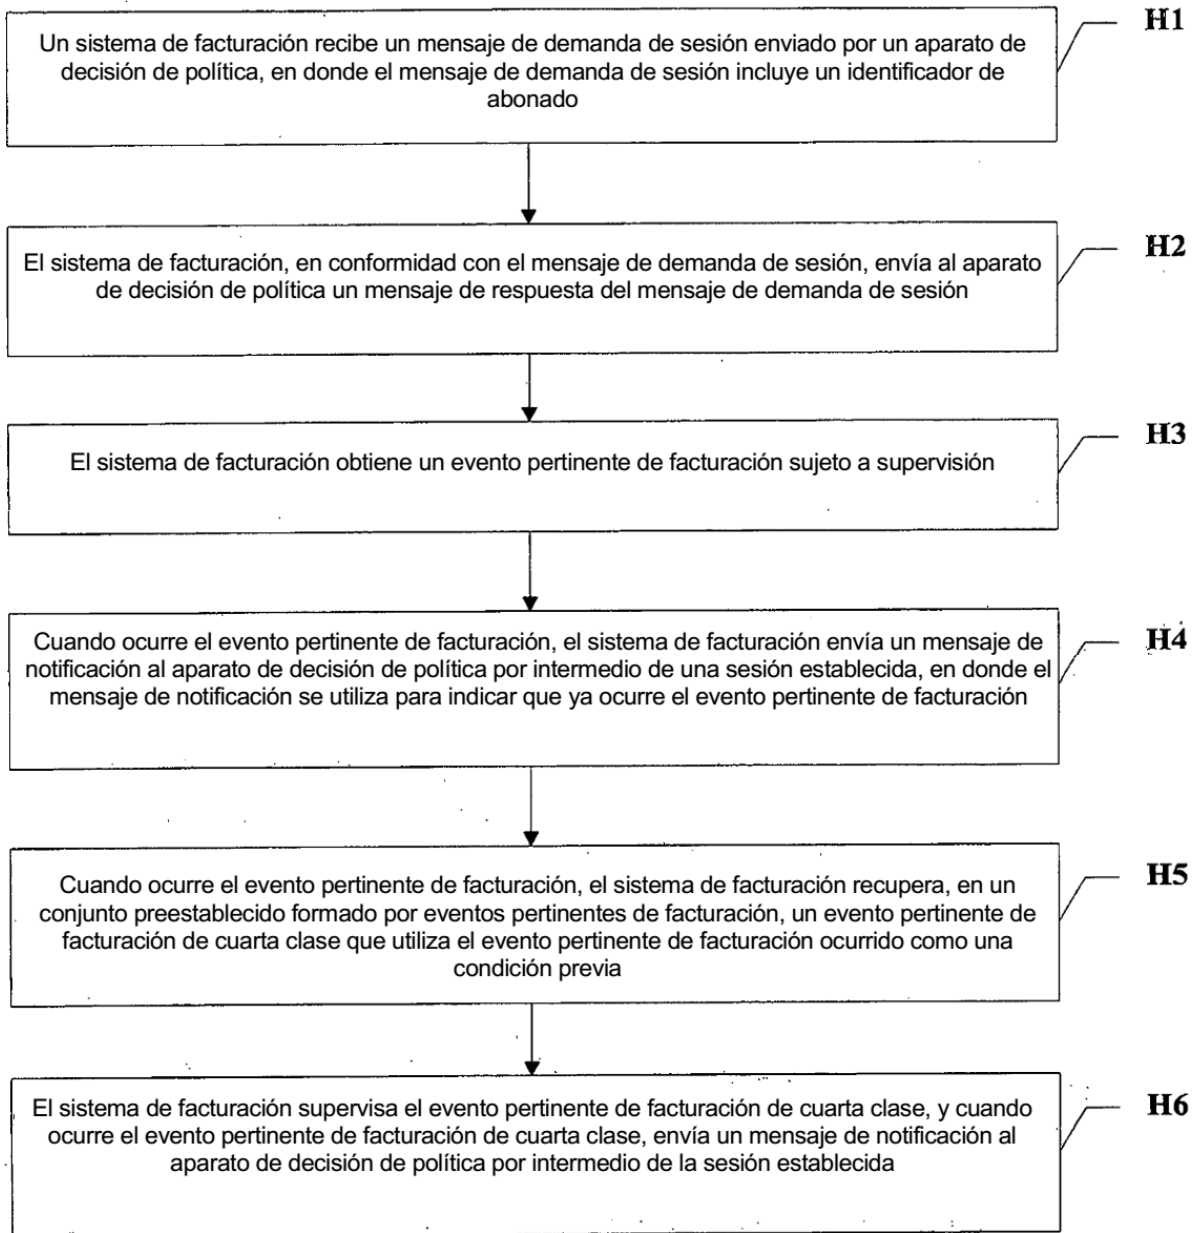 H1
Un sistema de facturación recibe un mensaje de demanda de sesión enviado por un aparato de
decisión de política, en donde el mensaje de demanda de sesión incluye un identificador de
abonado
H2
El sistema de facturación, en conformidad con el mensaje de demanda de sesión, envía al aparato
de decisión de política un mensaje de respuesta del mensaje de demanda de sesión
H3
El sistema de facturación obtiene un evento pertinente de facturación sujeto a supervisión
H4
Cuando ocurre el evento pertinente de facturación, el sistema de facturación envía un mensaje de
notificación al aparato de decisión de política por intermedio de una sesión establecida, en donde el
mensaje de notificación se utiliza para indicar que ya ocurre el evento pertinente de facturación
H5
Cuando ocurre el evento pertinente de facturación, el sistema de facturación recupera, en un
conjunto preestablecido formado por eventos pertinentes de facturación, un evento pertinente de
facturación de cuarta clase que utiliza el evento pertinente de facturación ocurrido como una
condición previa
H6
El sistema de facturación supervisa el evento pertinente de facturación de cuarta clase, y cuando
ocurre el evento pertinente de facturación de cuarta clase, envía un mensaje de notificación al
aparato de decisión de política por intermedio de la sesión establecida